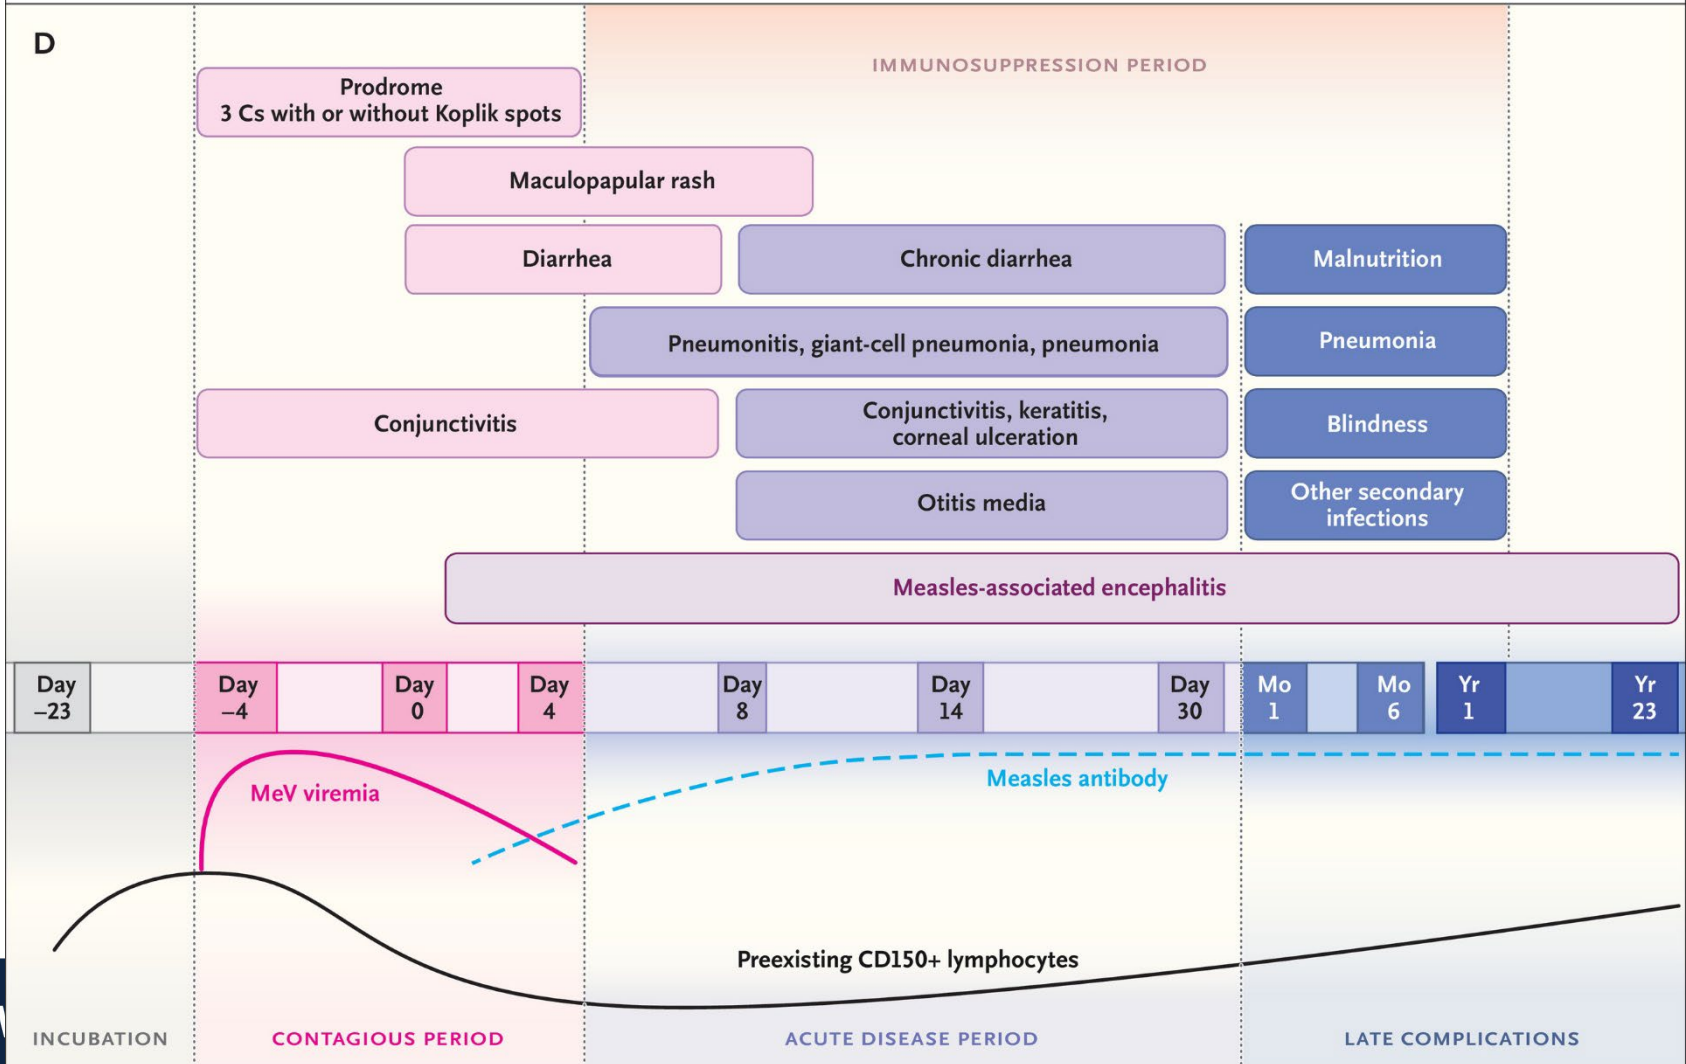 D
IMMUNOSUPPRESSION PERIOD
Prodrome
3 Cs with or without Koplik spots
Maculopapular rash
Diarrhea
Chronic diarrhea
Malnutrition
Pneumonitis, giant-cell pneumonia, pneumonia
Pneumonia
Conjunctivitis
Conjunctivitis, keratitis,
corneal ulceration
Blindness
Otitis media
Other secondary
infections
Measles-associated encephalitis
Day
–23
Day
–4
Day
0
Day
4
Day
8
Day
14
Day
30
Mo
1
Mo
6
Yr
1
Yr
23
MeV viremia
Measles antibody
Preexisting CD150+ lymphocytes
INCUBATION
CONTAGIOUS PERIOD
ACUTE DISEASE PERIOD
LATE COMPLICATIONS